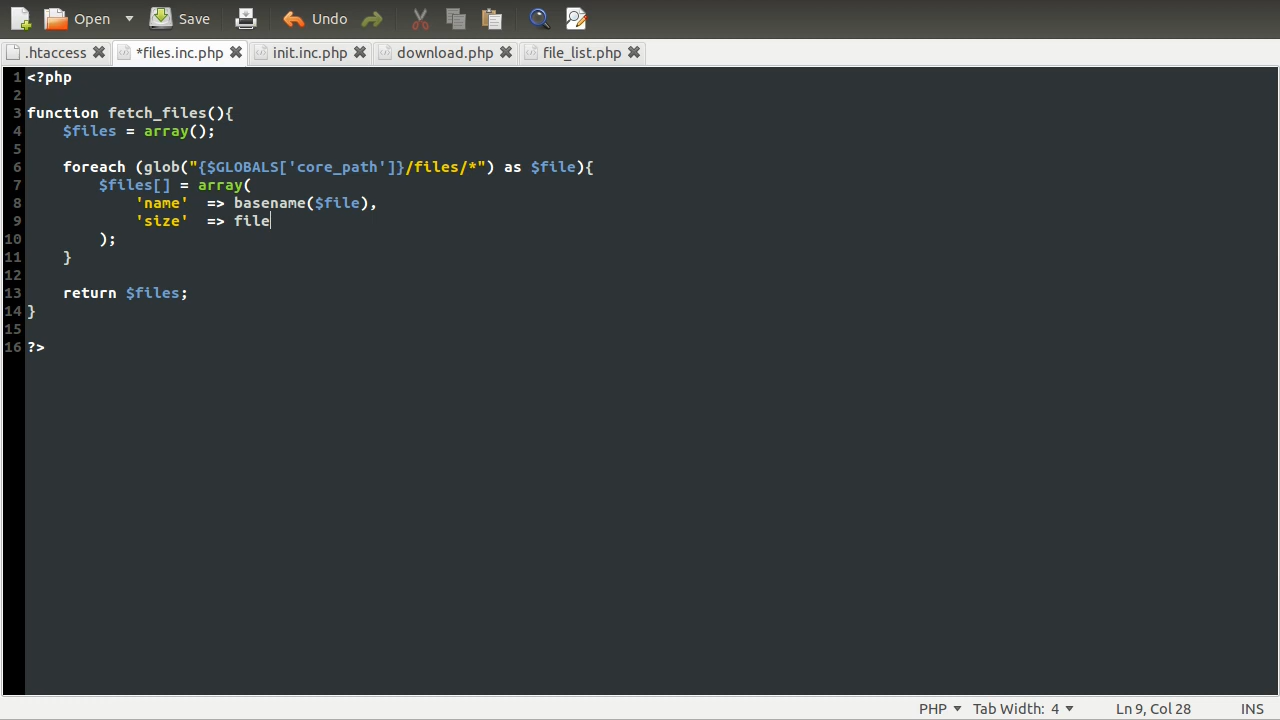 Open Save Undo
.htaccess *files.inc.php init.inc.php download.php file_list.php
1 <?php
2
3 function fetch_files(){
4     $files = array();
5
6     foreach (glob("{$GLOBALS['core_path']}/files/*") as $file){
7         $files[] = array(
8             'name'  => basename($file),
9             'size'  => file
10         );
11     }
12
13     return $files;
14 }
15
16 ?>
PHP Tab Width: 4 Ln 9, Col 28 INS